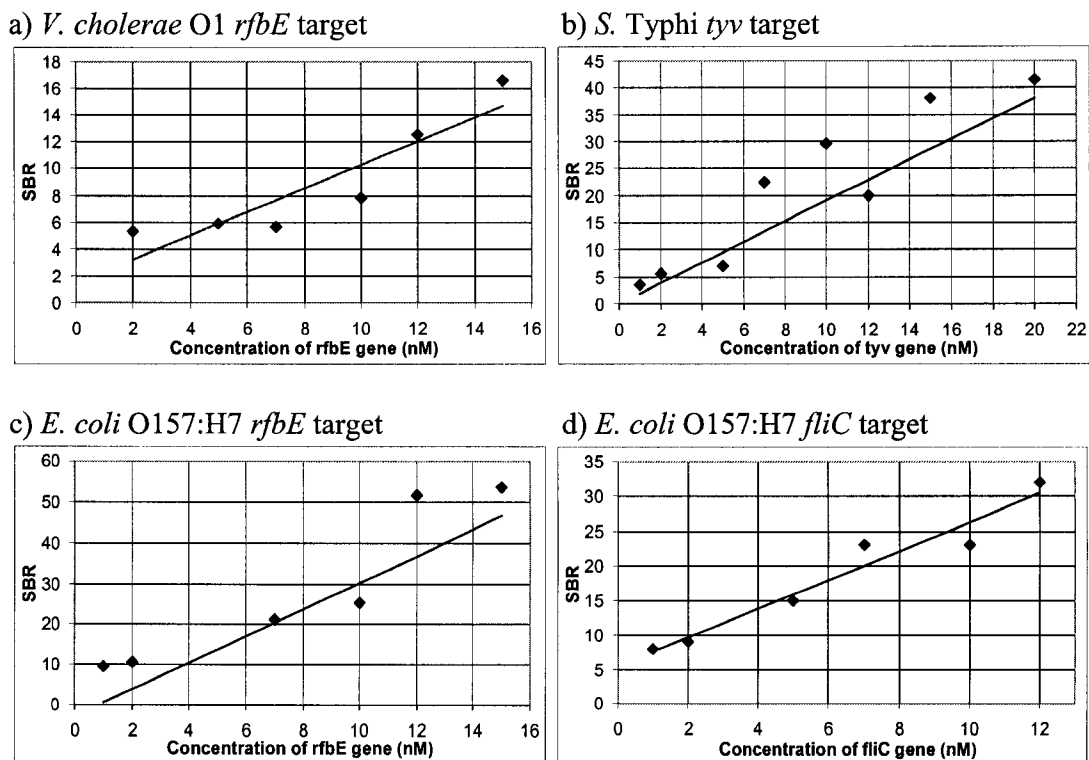 a) V. cholerae O1 rfbE target
18
16
14
12
10
8
6
4
2
0
SBR
0 2 4 6 8 10 12 14 16
Concentration of rfbE gene (nM)
b) S. Typhi tyv target
45
40
35
30
25
20
15
10
5
0
SBR
0 2 4 6 8 10 12 14 16 18 20 22
Concentration of tyv gene (nM)
c) E. coli O157:H7 rfbE target
60
50
40
30
20
10
0
SBR
0 2 4 6 8 10 12 14 16
Concentration of rfbE gene (nM)
d) E. coli O157:H7 fliC target
35
30
25
20
15
10
5
0
SBR
0 2 4 6 8 10 12
Concentration of fliC gene (nM)